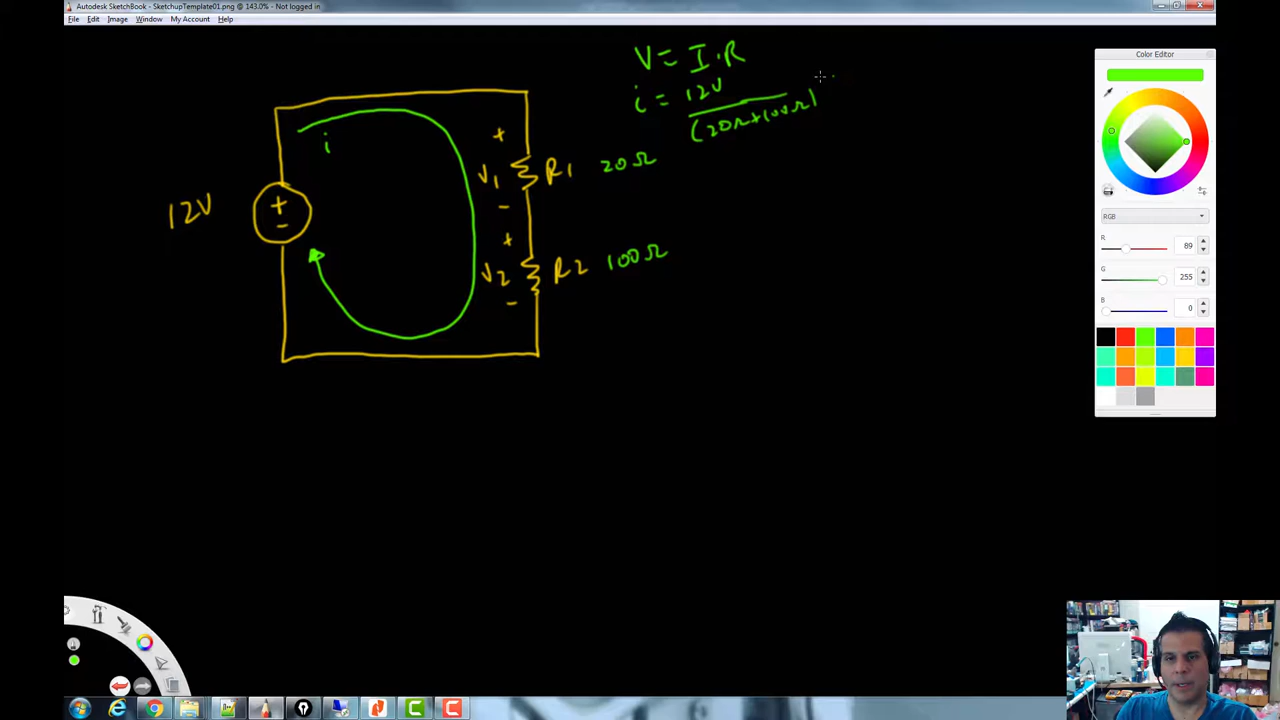 Autodesk SketchBook - SketchupTemplate01.png @ 143.0% - Not logged in
File Edit Image Window My Account Help
V = I·R
i = 12V
(20Ω+100Ω)
i
12V
+
-
+
V1
-
R1 20Ω
+
V2
-
R2 100Ω
Color Editor
RGB
R 89
G 255
B 0